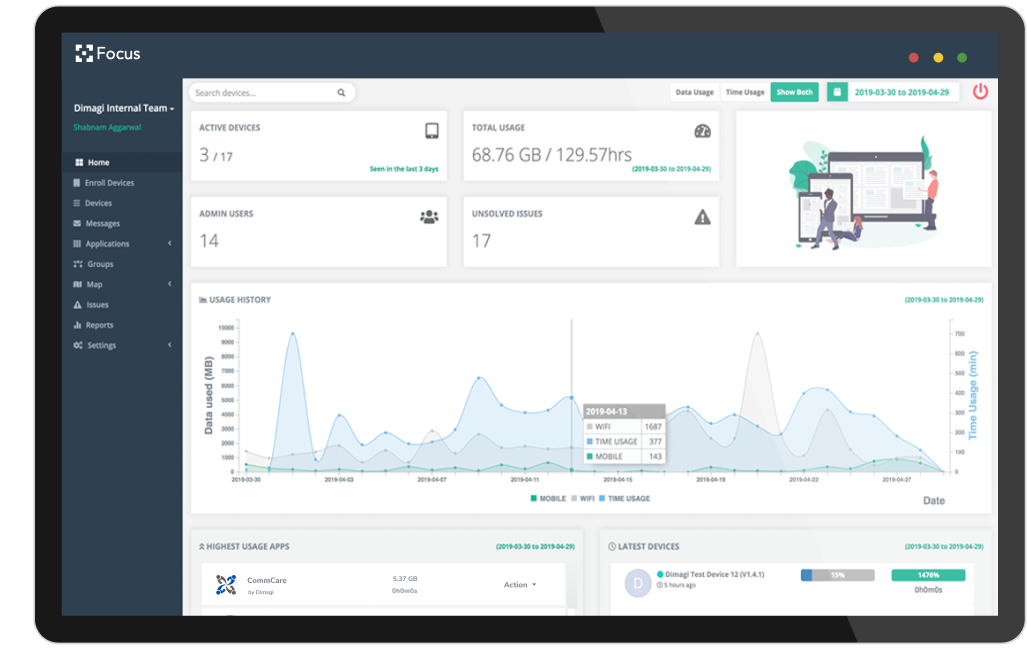 Focus
Dimagi Internal Team
Shabnam Aggarwal
Home
Enroll Devices
Devices
Messages
Applications
Groups
Map
Issues
Reports
Settings
Search devices...
Data Usage Time Usage Show Both 2019-03-30 to 2019-04-29
ACTIVE DEVICES
3 / 17
Seen in the last 3 days
TOTAL USAGE
68.76 GB / 129.57hrs
(2019-03-30 to 2019-04-29)
ADMIN USERS
14
UNSOLVED ISSUES
17
USAGE HISTORY
(2019-03-30 to 2019-04-29)
Data used (MB)
10000
9000
8000
7000
6000
5000
4000
3000
2000
1000
0
2019-03-30 2019-04-03 2019-04-07 2019-04-11 2019-04-15 2019-04-19 2019-04-23 2019-04-27
700
600
500
400
300
200
100
0
Time Usage (min)
2019-04-13
WIFI 1687
TIME USAGE 377
MOBILE 143
MOBILE WIFI TIME USAGE
Date
HIGHEST USAGE APPS
(2019-03-30 to 2019-04-29)
CommCare
by Dimagi
5.37 GB
0h0m0s
Action
LATEST DEVICES
(2019-03-30 to 2019-04-29)
D
Dimagi Test Device 12 (V1.4.1)
5 hours ago
15%
1476%
0h0m0s